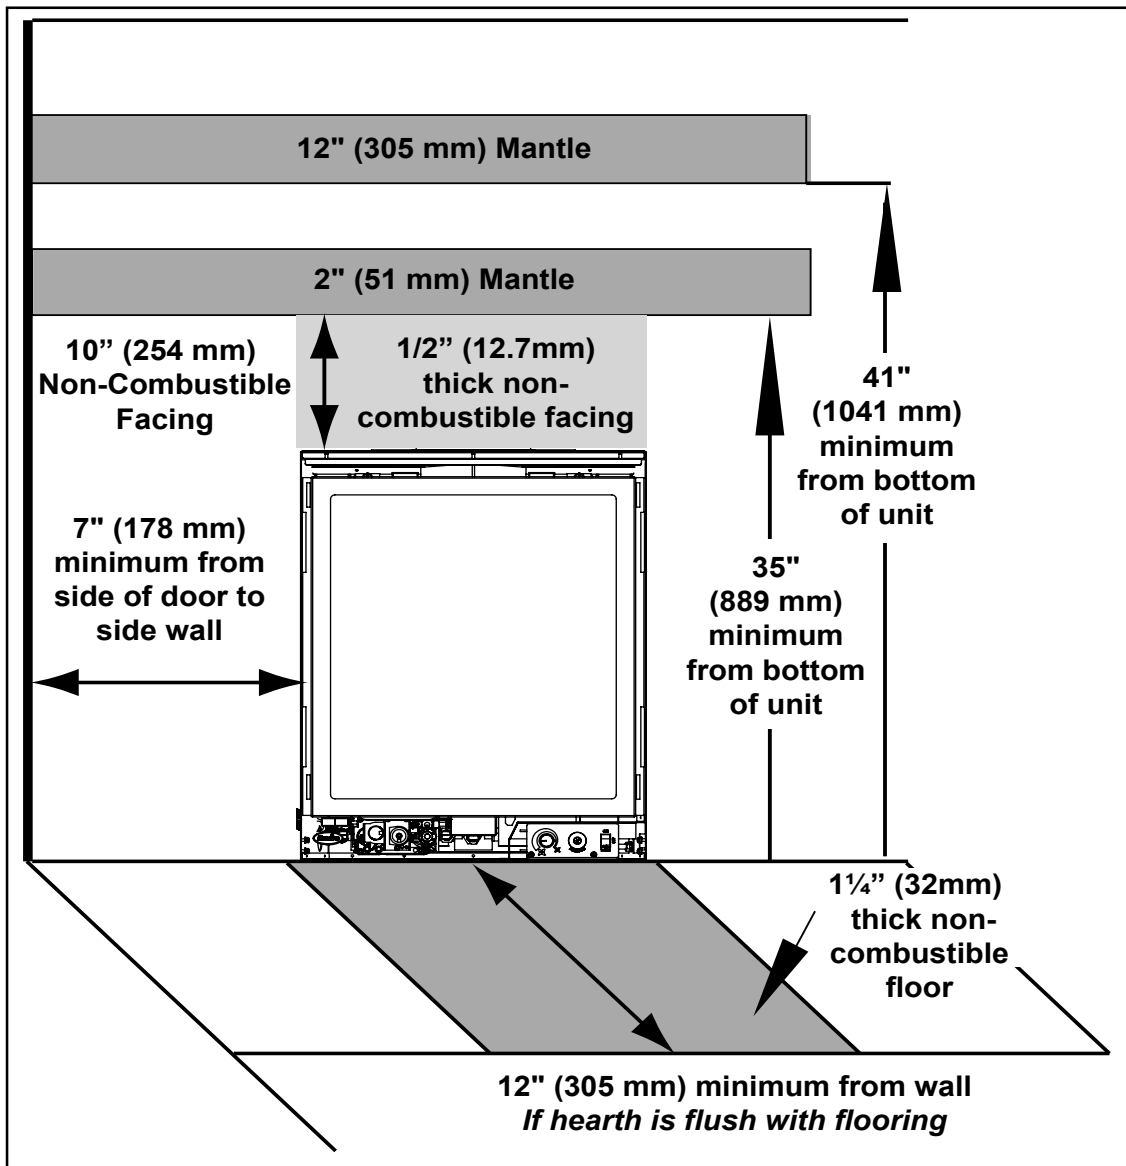 12" (305 mm) Mantle
2" (51 mm) Mantle
10” (254 mm)
Non-Combustible
Facing
1/2” (12.7mm)
thick non-
combustible facing
41"
(1041 mm)
minimum
from bottom
of unit
7" (178 mm)
minimum from
side of door to
side wall
35"
(889 mm)
minimum
from bottom
of unit
1¼” (32mm)
thick non-
combustible
floor
12" (305 mm) minimum from wall
If hearth is flush with flooring